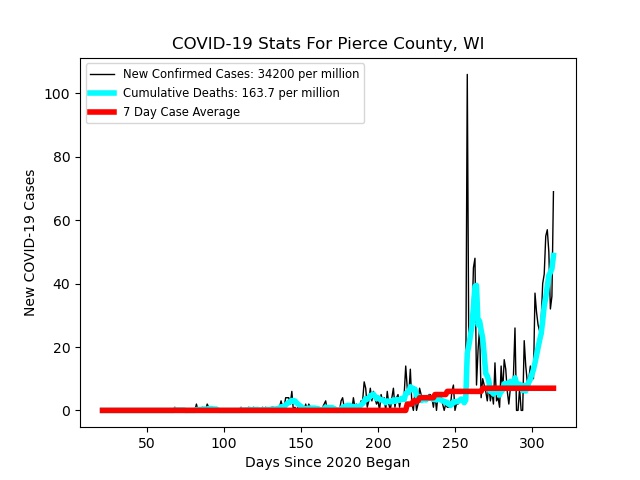 COVID-19 Stats For Pierce County, WI
New Confirmed Cases: 34200 per million
Cumulative Deaths: 163.7 per million
7 Day Case Average
100
80
60
40
20
0
New COVID-19 Cases
50 100 150 200 250 300
Days Since 2020 Began